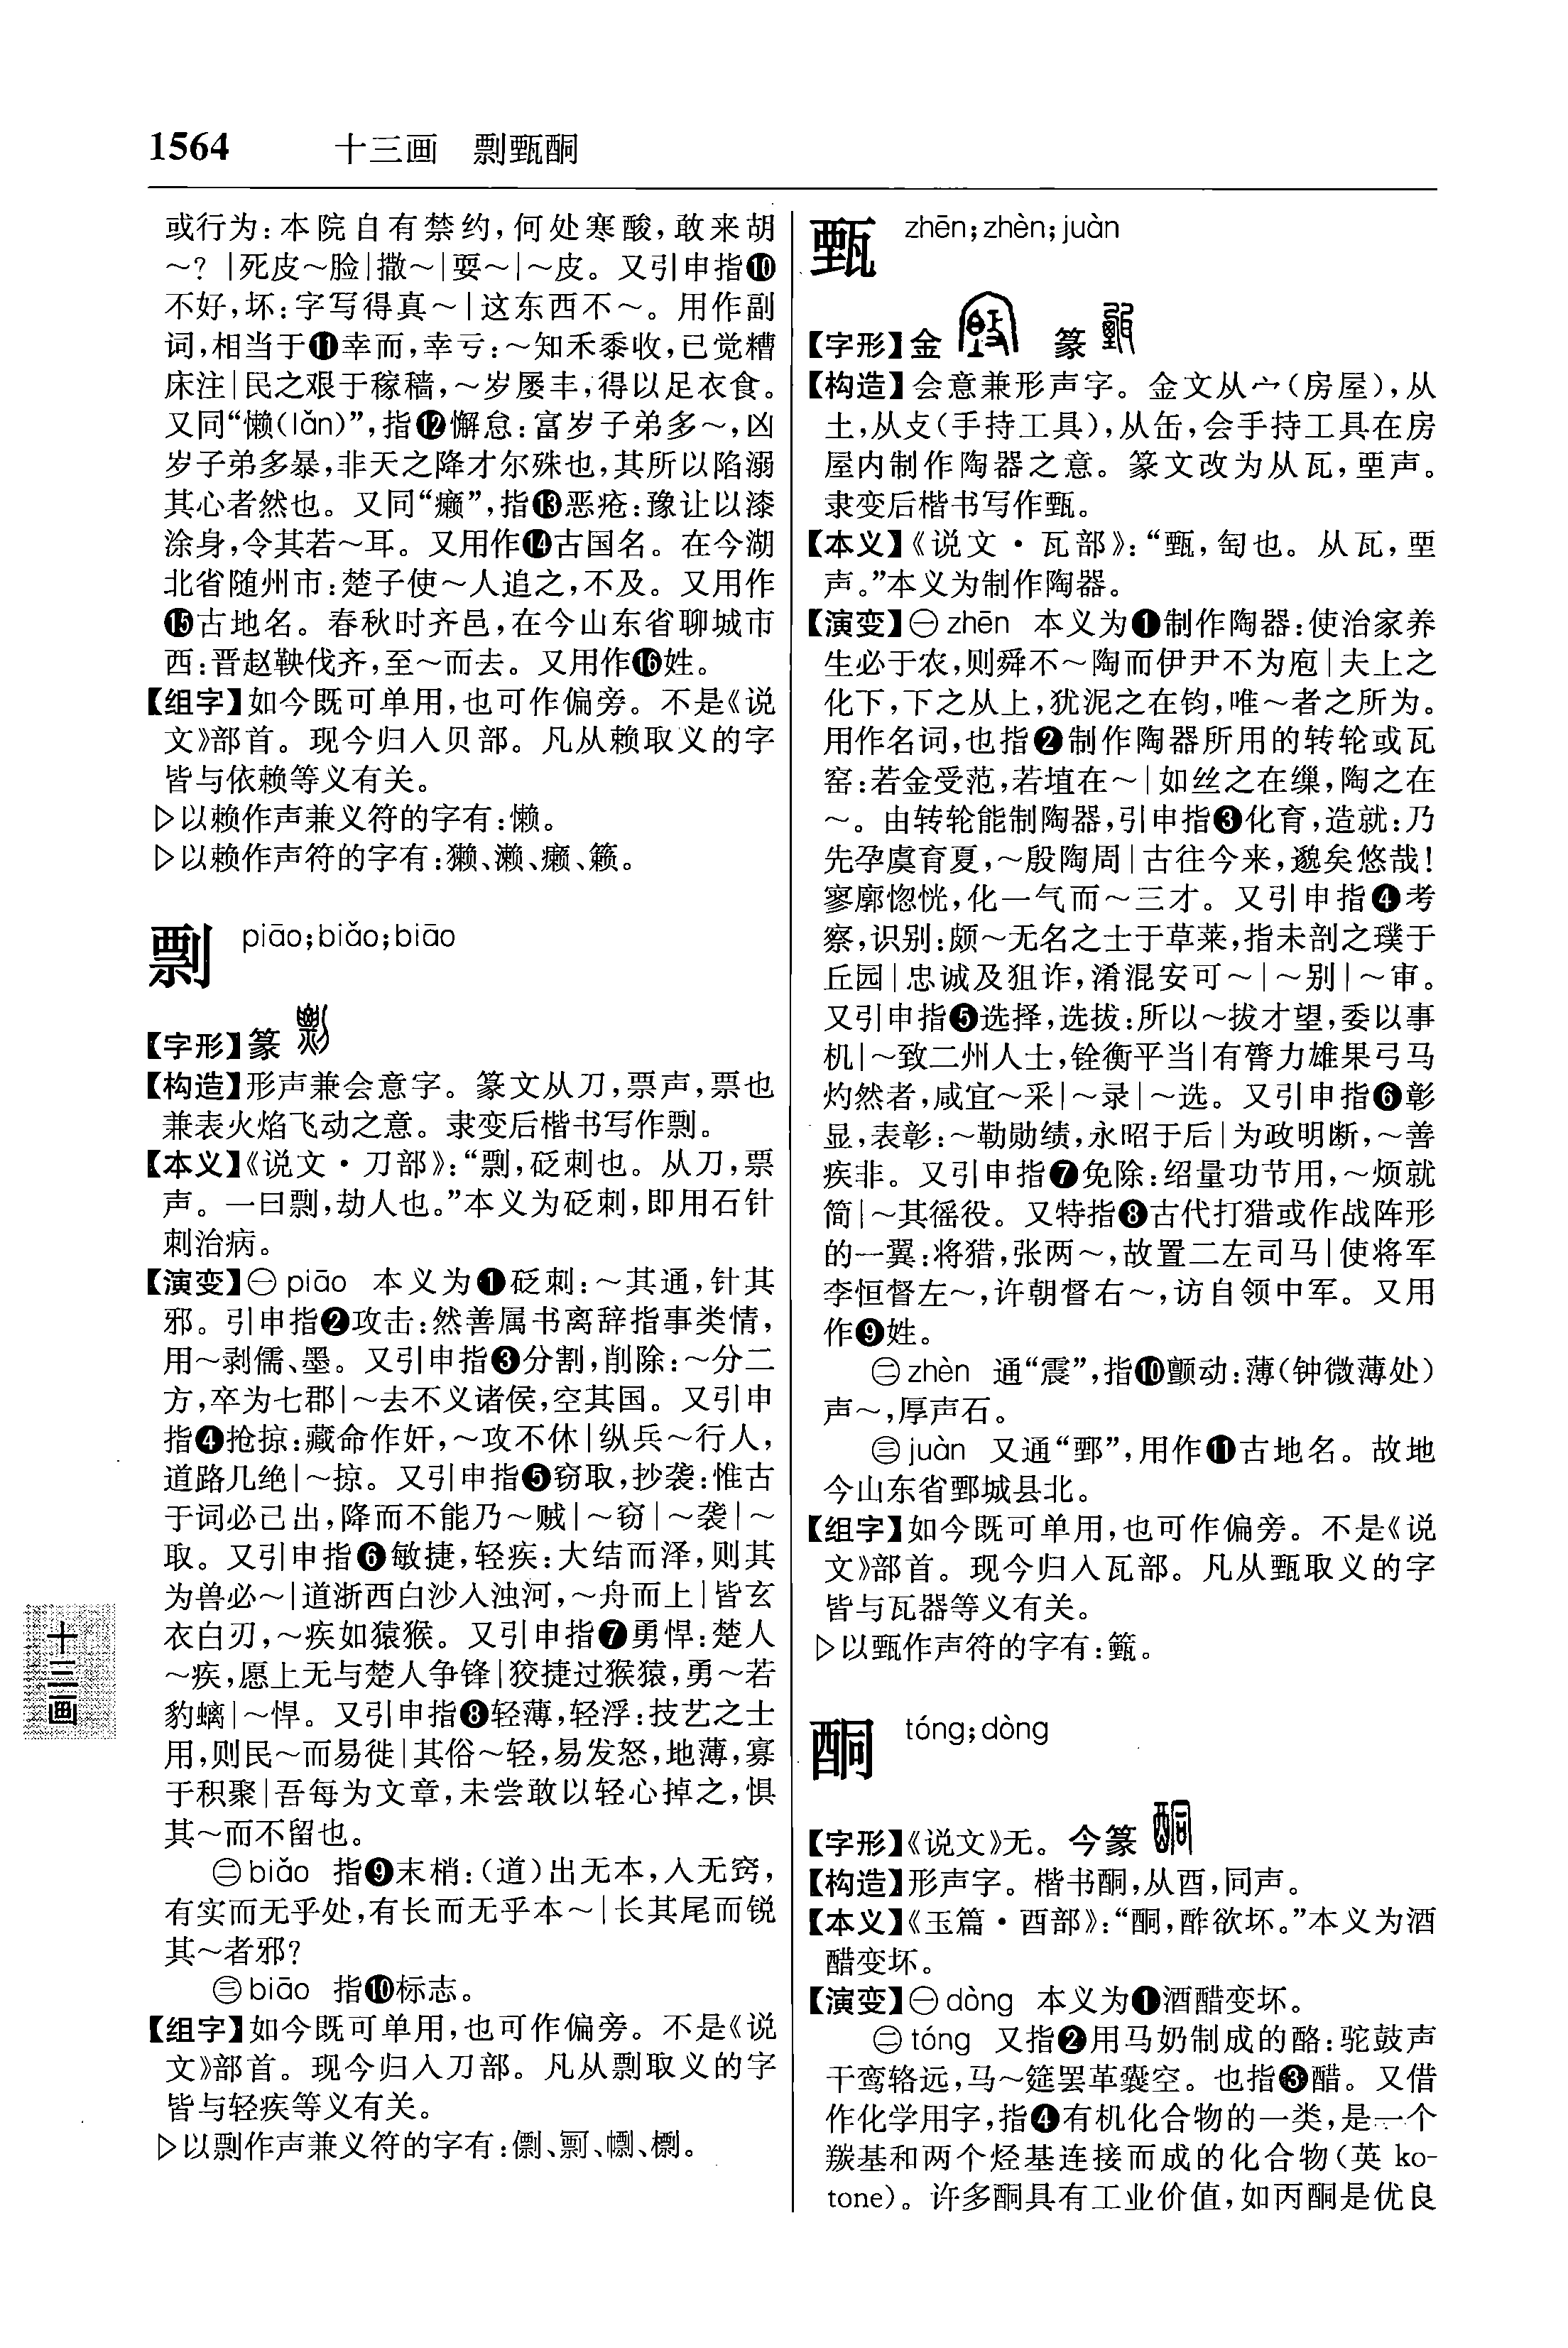 1564 十三画 剽甄酮
或行为:本院自有禁约,何处寒酸,敢来胡
～?|死皮～脸|撒～|耍～|～皮。又引申指❿
不好,坏:字写得真～|这东西不～。用作副
词,相当于⓫幸而,幸亏:～知禾黍收,已觉糟
床注|民之艰于稼穑,～岁屡丰,得以足衣食。
又同“懒(lǎn)”,指⓬懈怠:富岁子弟多～,凶
岁子弟多暴,非天之降才尔殊也,其所以陷溺
其心者然也。又同“癞”,指⓭恶疮:豫让以漆
涂身,令其若～耳。又用作⓮古国名。在今湖
北省随州市:楚子使～人追之,不及。又用作
⓯古地名。春秋时齐邑,在今山东省聊城市
西:晋赵鞅伐齐,至～而去。又用作⓰姓。
【组字】如今既可单用,也可作偏旁。不是《说
文》部首。现今归入贝部。凡从赖取义的字
皆与依赖等义有关。
▷以赖作声兼义符的字有:懒。
▷以赖作声符的字有:獭、濑、癞、籁。
剽 piāo;biǎo;biāo
【字形】篆
【构造】形声兼会意字。篆文从刀,票声,票也
兼表火焰飞动之意。隶变后楷书写作剽。
【本义】《说文·刀部》:“剽,砭刺也。从刀,票
声。一曰剽,劫人也。”本义为砭刺,即用石针
刺治病。
【演变】㊀piāo 本义为❶砭刺:～其通,针其
邪。引申指❷攻击:然善属书离辞指事类情,
用～剥儒、墨。又引申指❸分割,削除:～分二
方,卒为七郡|～去不义诸侯,空其国。又引申
指❹抢掠:藏命作奸,～攻不休|纵兵～行人,
道路几绝|～掠。又引申指❺窃取,抄袭:惟古
于词必己出,降而不能乃～贼|～窃|～袭|～
取。又引申指❻敏捷,轻疾:大结而泽,则其
为兽必～|道浙西白沙入浊河,～舟而上|皆玄
衣白刃,～疾如猿猴。又引申指❼勇悍:楚人
～疾,愿上无与楚人争锋|狡捷过猴猿,勇～若
豹螭|～悍。又引申指❽轻薄,轻浮:技艺之士
用,则民～而易徙|其俗～轻,易发怒,地薄,寡
于积聚|吾每为文章,未尝敢以轻心掉之,惧
其～而不留也。
㊁biǎo 指❾末梢:(道)出无本,入无窍,
有实而无乎处,有长而无乎本～|长其尾而锐
其～者邪?
㊂biāo 指❿标志。
【组字】如今既可单用,也可作偏旁。不是《说
文》部首。现今归入刀部。凡从剽取义的字
皆与轻疾等义有关。
▷以剽作声兼义符的字有:
甄 zhēn;zhèn;juàn
【字形】金 篆
【构造】会意兼形声字。金文从宀(房屋),从
土,从攴(手持工具),从缶,会手持工具在房
屋内制作陶器之意。篆文改为从瓦,垔声。
隶变后楷书写作甄。
【本义】《说文·瓦部》:“甄,匋也。从瓦,垔
声。”本义为制作陶器。
【演变】㊀zhēn 本义为❶制作陶器:使治家养
生必于农,则舜不～陶而伊尹不为庖|夫上之
化下,下之从上,犹泥之在钧,唯～者之所为。
用作名词,也指❷制作陶器所用的转轮或瓦
窑:若金受范,若埴在～|如丝之在缫,陶之在
～。由转轮能制陶器,引申指❸化育,造就:乃
先孕虞育夏,～殷陶周|古往今来,邈矣悠哉!
寥廓惚恍,化一气而～三才。又引申指❹考
察,识别:颇～无名之士于草莱,指未剖之璞于
丘园|忠诚及狙诈,淆混安可～|～别|～审。
又引申指❺选择,选拔:所以～拔才望,委以事
机|～致二州人士,铨衡平当|有膂力雄果弓马
灼然者,咸宜～采|～录|～选。又引申指❻彰
显,表彰:～勒勋绩,永昭于后|为政明断,～善
疾非。又引申指❼免除:绍量功节用,～烦就
简|～其徭役。又特指❽古代打猎或作战阵形
的一翼:将猎,张两～,故置二左司马|使将军
李恒督左～,许朝督右～,访自领中军。又用
作❾姓。
㊁zhèn 通“震”,指❿颤动:薄(钟微薄处)
声～,厚声石。
㊂juàn 又通“鄄”,用作⓫古地名。故地
今山东省鄄城县北。
【组字】如今既可单用,也可作偏旁。不是《说
文》部首。现今归入瓦部。凡从甄取义的字
皆与瓦器等义有关。
▷以甄作声符的字有:籈。
酮 tóng;dòng
【字形】《说文》无。今篆
【构造】形声字。楷书酮,从酉,同声。
【本义】《玉篇·酉部》:“酮,酢欲坏。”本义为酒
醋变坏。
【演变】㊀dòng 本义为❶酒醋变坏。
㊁tóng 又指❷用马奶制成的酪:驼鼓声
干鸾辂远,马～筵罢革囊空。也指❸醋。又借
作化学用字,指❹有机化合物的一类,是一个
羰基和两个烃基连接而成的化合物(英 ko-
tone)。许多酮具有工业价值,如丙酮是优良
十三画